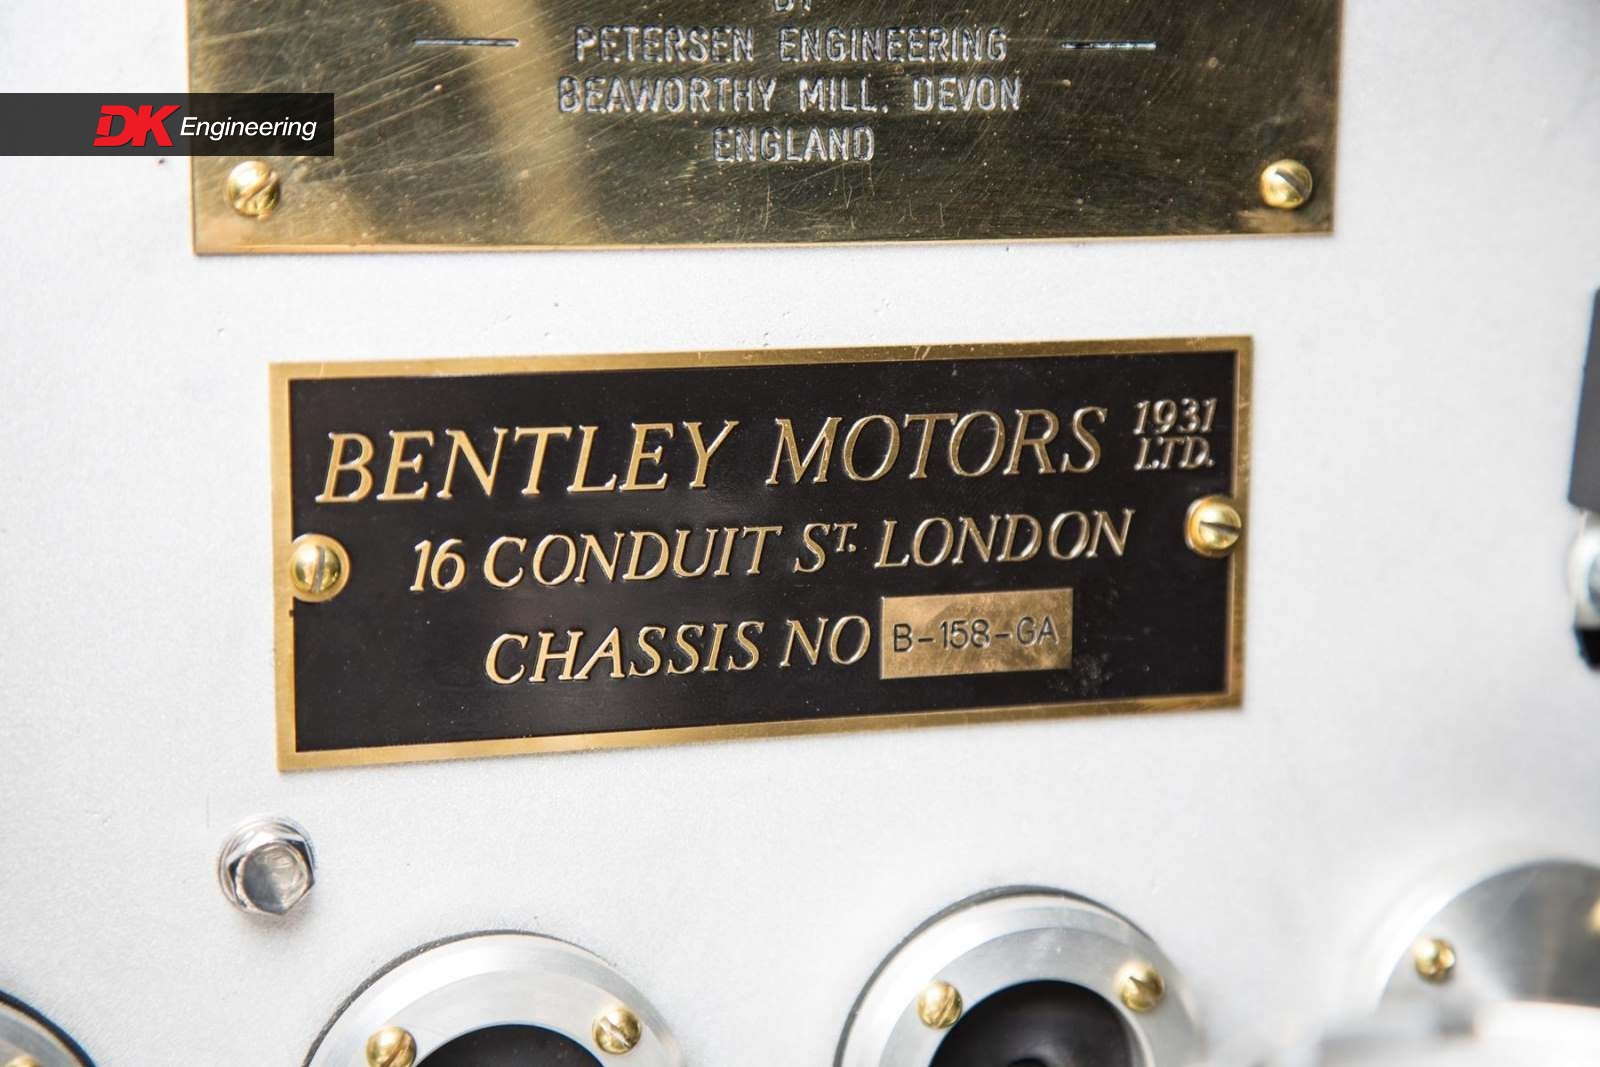 BY
PETERSEN ENGINEERING
BEAWORTHY MILL. DEVON
ENGLAND
DK Engineering
BENTLEY MOTORS 1931 LTD.
16 CONDUIT ST. LONDON
CHASSIS NO B-158-GA